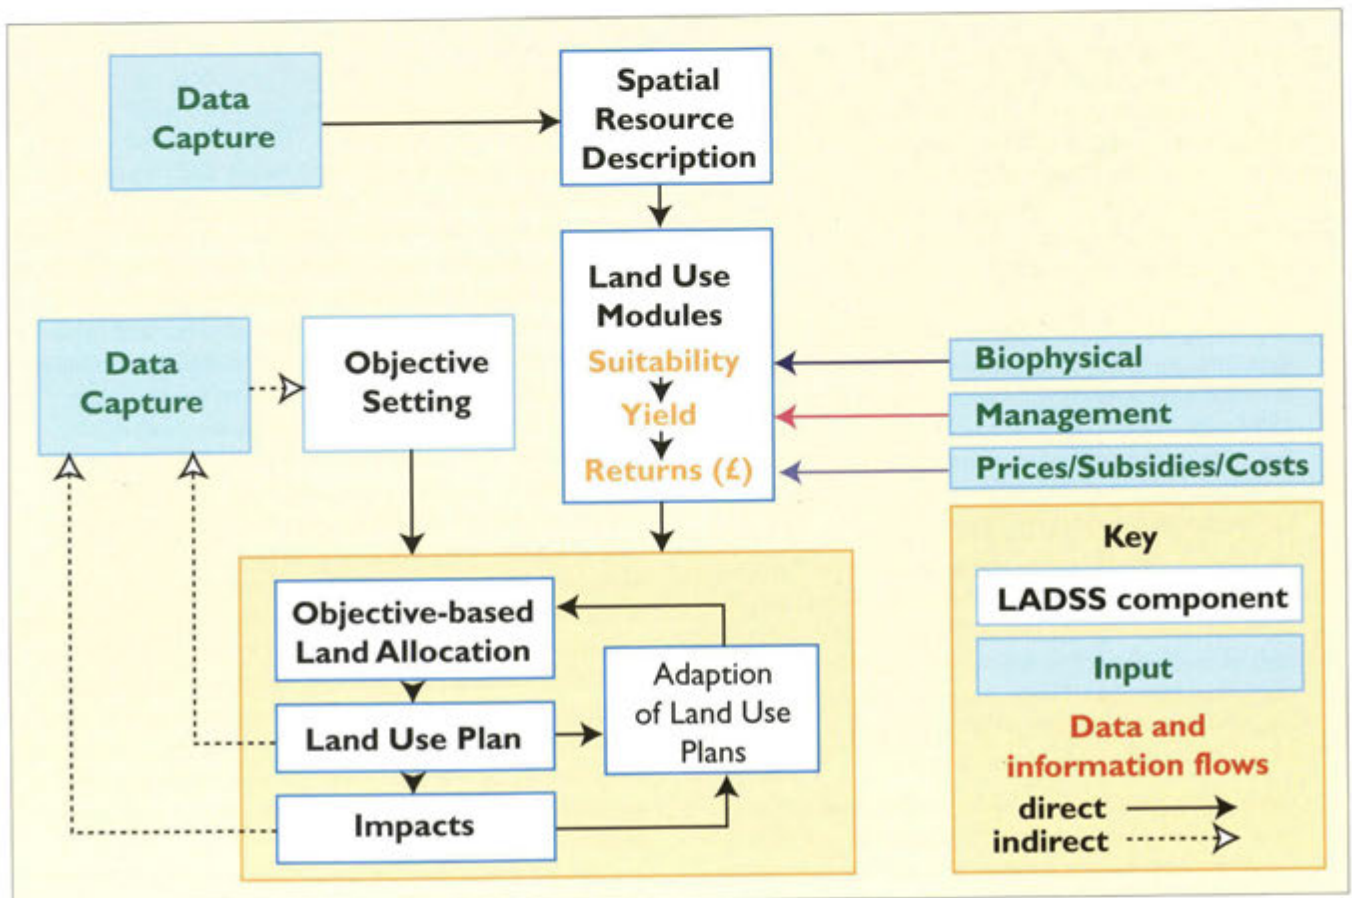 Data
Capture
Spatial
Resource
Description
Land Use
Modules
Suitability
Yield
Returns (£)
Data
Capture
Objective
Setting
Biophysical
Management
Prices/Subsidies/Costs
Objective-based
Land Allocation
Land Use Plan
Impacts
Adaption
of Land Use
Plans
Key
LADSS component
Input
Data and
information flows
direct
indirect